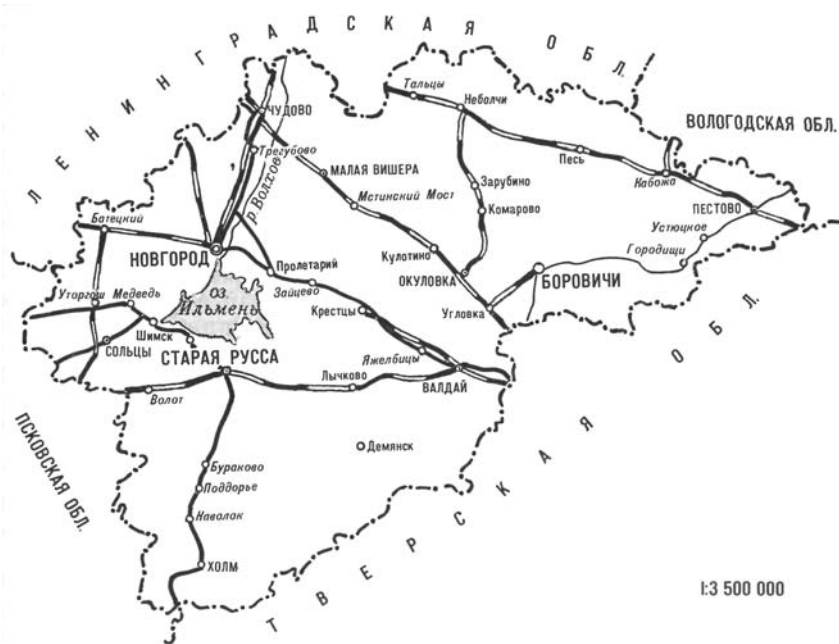 ЛЕНИНГРАДСКАЯ ОБЛ.
ВОЛОГОДСКАЯ ОБЛ.
Тальцы
Неболчи
ЧУДОВО
Трегубово
р. Волхов
МАЛАЯ ВИШЕРА
Песь
Зарубино
Кабожа
Мстинский Мост
Комарово
ПЕСТОВО
Батецкий
Устюцкое
НОВГОРОД
Кулотино
Городищи
Пролетарий
ОКУЛОВКА
БОРОВИЧИ
оз.
Ильмень
Зайцево
Уторгош
Медведь
Крестцы
Угловка
Шимск
СОЛЬЦЫ
СТАРАЯ РУССА
Яжелбицы
Лычково
ВАЛДАЙ
Волот
ПСКОВСКАЯ ОБЛ.
Демянск
Бураково
Поддорье
Каволок
ХОЛМ
ТВЕРСКАЯ ОБЛ.
1:3 500 000